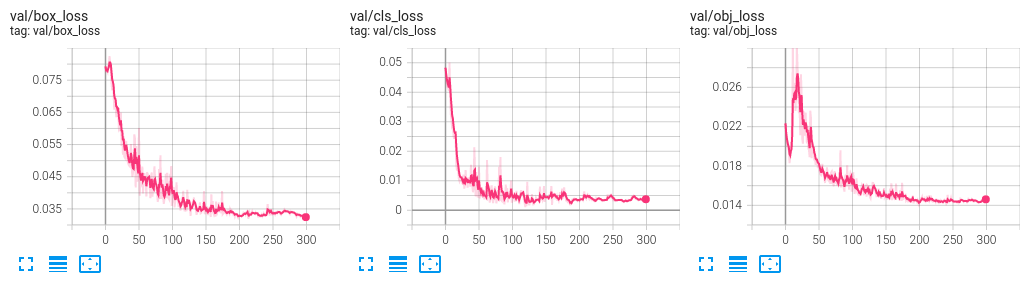 val/box_loss
tag: val/box_loss
0.075
0.065
0.055
0.045
0.035
0 50 100 150 200 250 300
val/cls_loss
tag: val/cls_loss
0.05
0.04
0.03
0.02
0.01
0
0 50 100 150 200 250 300
val/obj_loss
tag: val/obj_loss
0.026
0.022
0.018
0.014
0 50 100 150 200 250 300